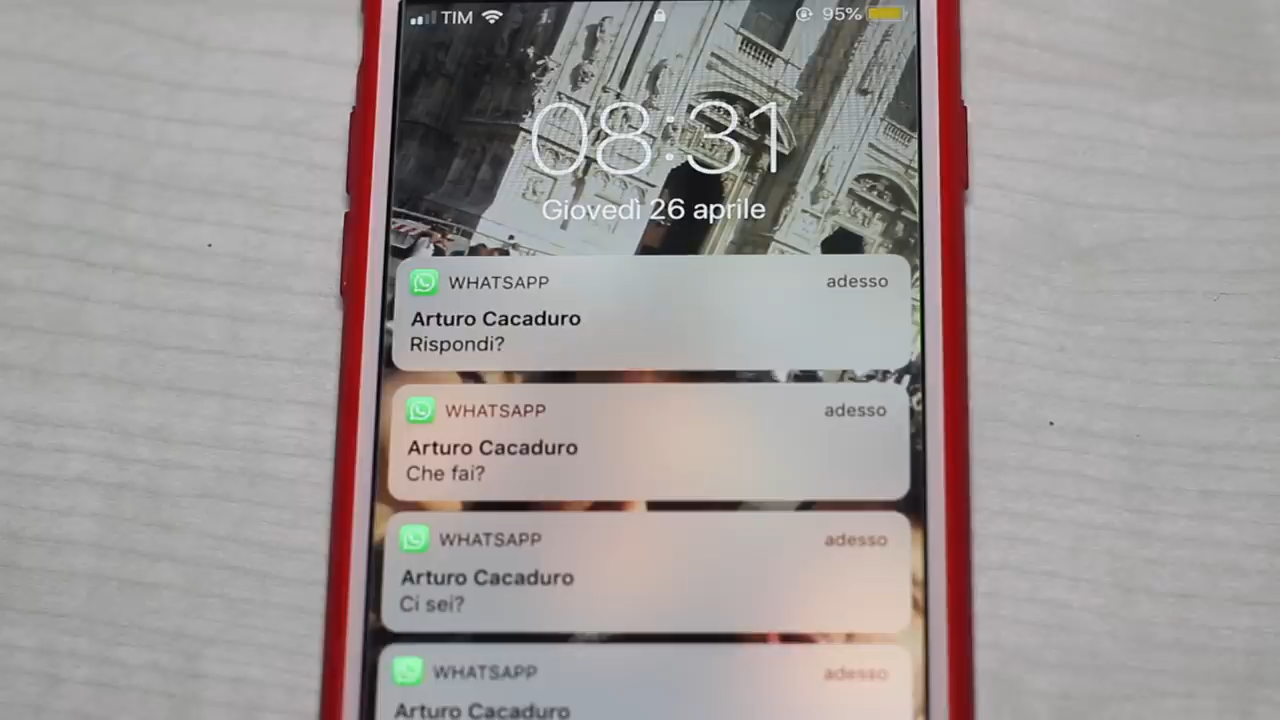 TIM 95%
08:31
Giovedì 26 aprile
WHATSAPP adesso
Arturo Cacaduro
Rispondi?
WHATSAPP adesso
Arturo Cacaduro
Che fai?
WHATSAPP adesso
Arturo Cacaduro
Ci sei?
WHATSAPP adesso
Arturo Cacaduro